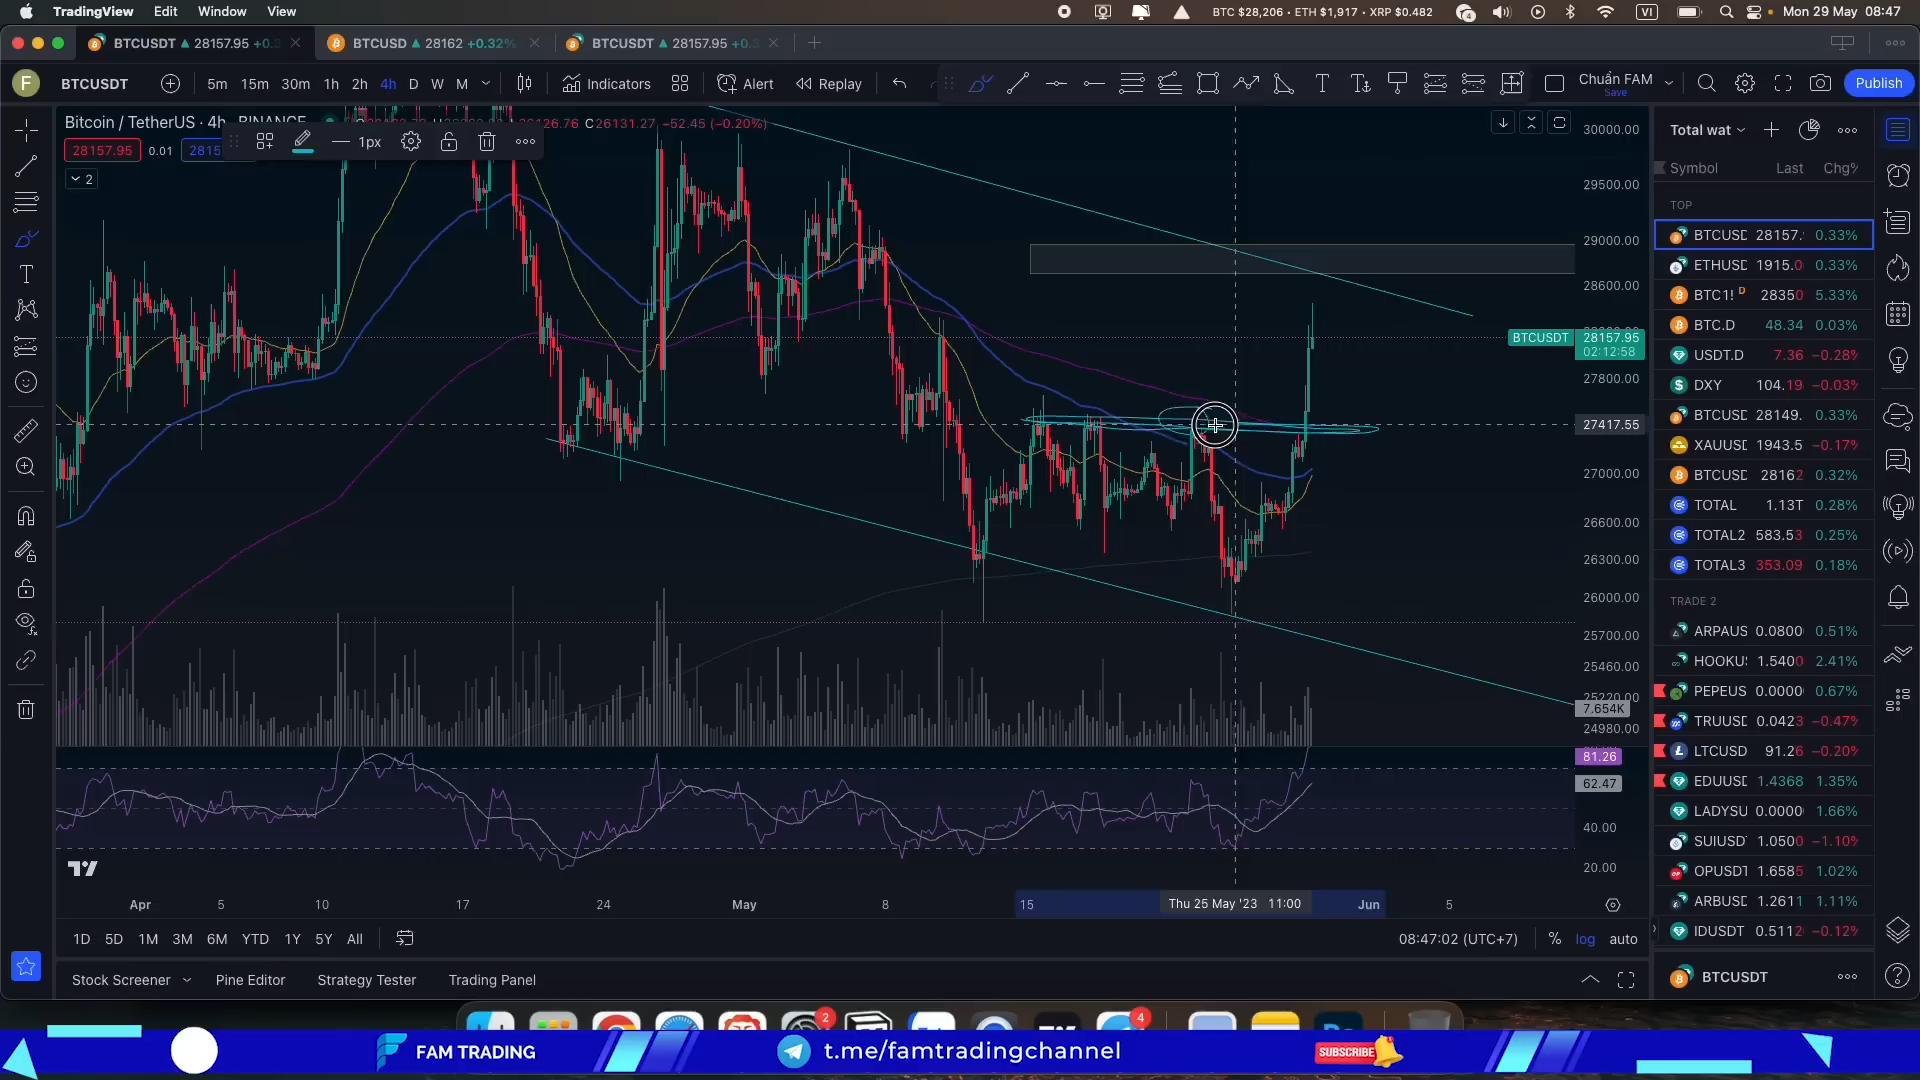 TradingView Edit Window View
BTC $28,206 • ETH $1,917 • XRP $0.482
VI
Mon 29 May 08:47
BTCUSDT ▲ 28157.95 +0.3
BTCUSD ▲ 28162 +0.32%
BTCUSDT ▲ 28157.95 +0.3
F
BTCUSDT
5m 15m 30m 1h 2h 4h D W M
Indicators
Alert
Replay
Chuẩn FAM
Save
Publish
Bitcoin / TetherUS · 4h
C26131.27 −52.45 (−0.20%)
28157.95
0.01
2815
1px
2
30000.00
29500.00
29000.00
28600.00
BTCUSDT
28157.95
02:12:58
27800.00
27417.55
27000.00
26600.00
26300.00
26000.00
25700.00
25460.00
25220.00
7.654K
24980.00
81.26
62.47
40.00
20.00
Apr 5 10 17 24 May 8 15
Thu 25 May '23 11:00
Jun 5
1D 5D 1M 3M 6M YTD 1Y 5Y All
08:47:02 (UTC+7)
% log auto
Stock Screener
Pine Editor
Strategy Tester
Trading Panel
Total wat
Symbol Last Chg%
TOP
BTCUSD 28157. 0.33%
ETHUSD 1915.0 0.33%
BTC1! D 28350 5.33%
BTC.D 48.34 0.03%
USDT.D 7.36 −0.28%
DXY 104.19 −0.03%
BTCUSD 28149. 0.33%
XAUUSD 1943.5 −0.17%
BTCUSD 28162 0.32%
TOTAL 1.13T 0.28%
TOTAL2 583.53 0.25%
TOTAL3 353.09 0.18%
TRADE 2
ARPAUS 0.0800 0.51%
HOOKU 1.5400 2.41%
PEPEUS 0.0000 0.67%
TRUUSD 0.0423 −0.47%
LTCUSD 91.26 −0.20%
EDUUSD 1.4368 1.35%
LADYSU 0.0000 1.66%
SUIUSD 1.0500 −1.10%
OPUSDT 1.6585 1.02%
ARBUSD 1.2611 1.11%
IDUSDT 0.5112 −0.12%
BTCUSDT
2
4
FAM TRADING
t.me/famtradingchannel
SUBSCRIBE